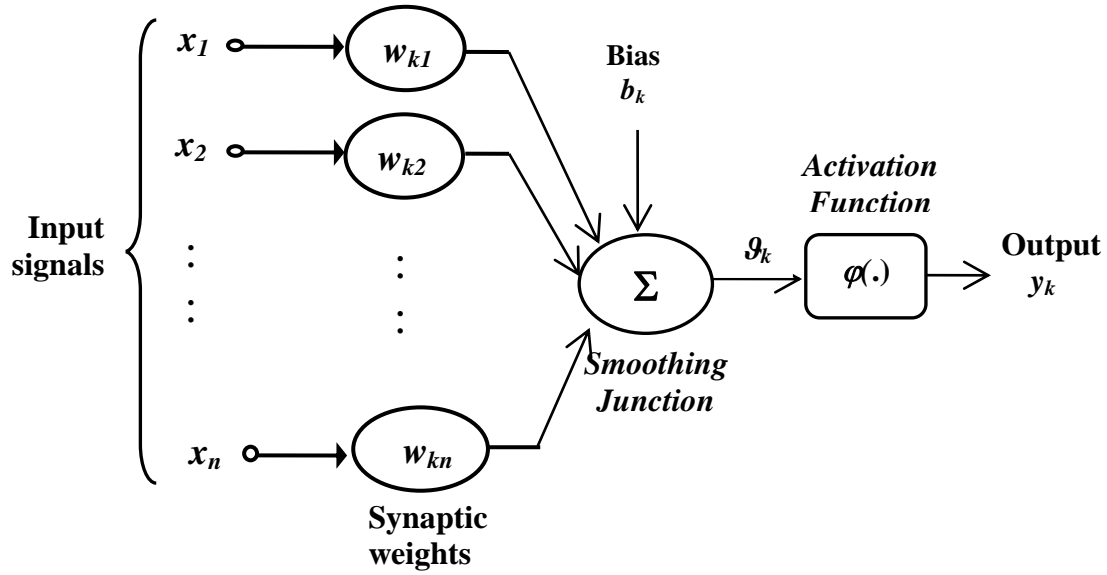 x1
wk1
Bias
bk
x2
wk2
Activation
Function
Input
signals
:
:
:
:
Σ
ϑk
φ(.)
Output
yk
Smoothing
Junction
xn
wkn
Synaptic
weights